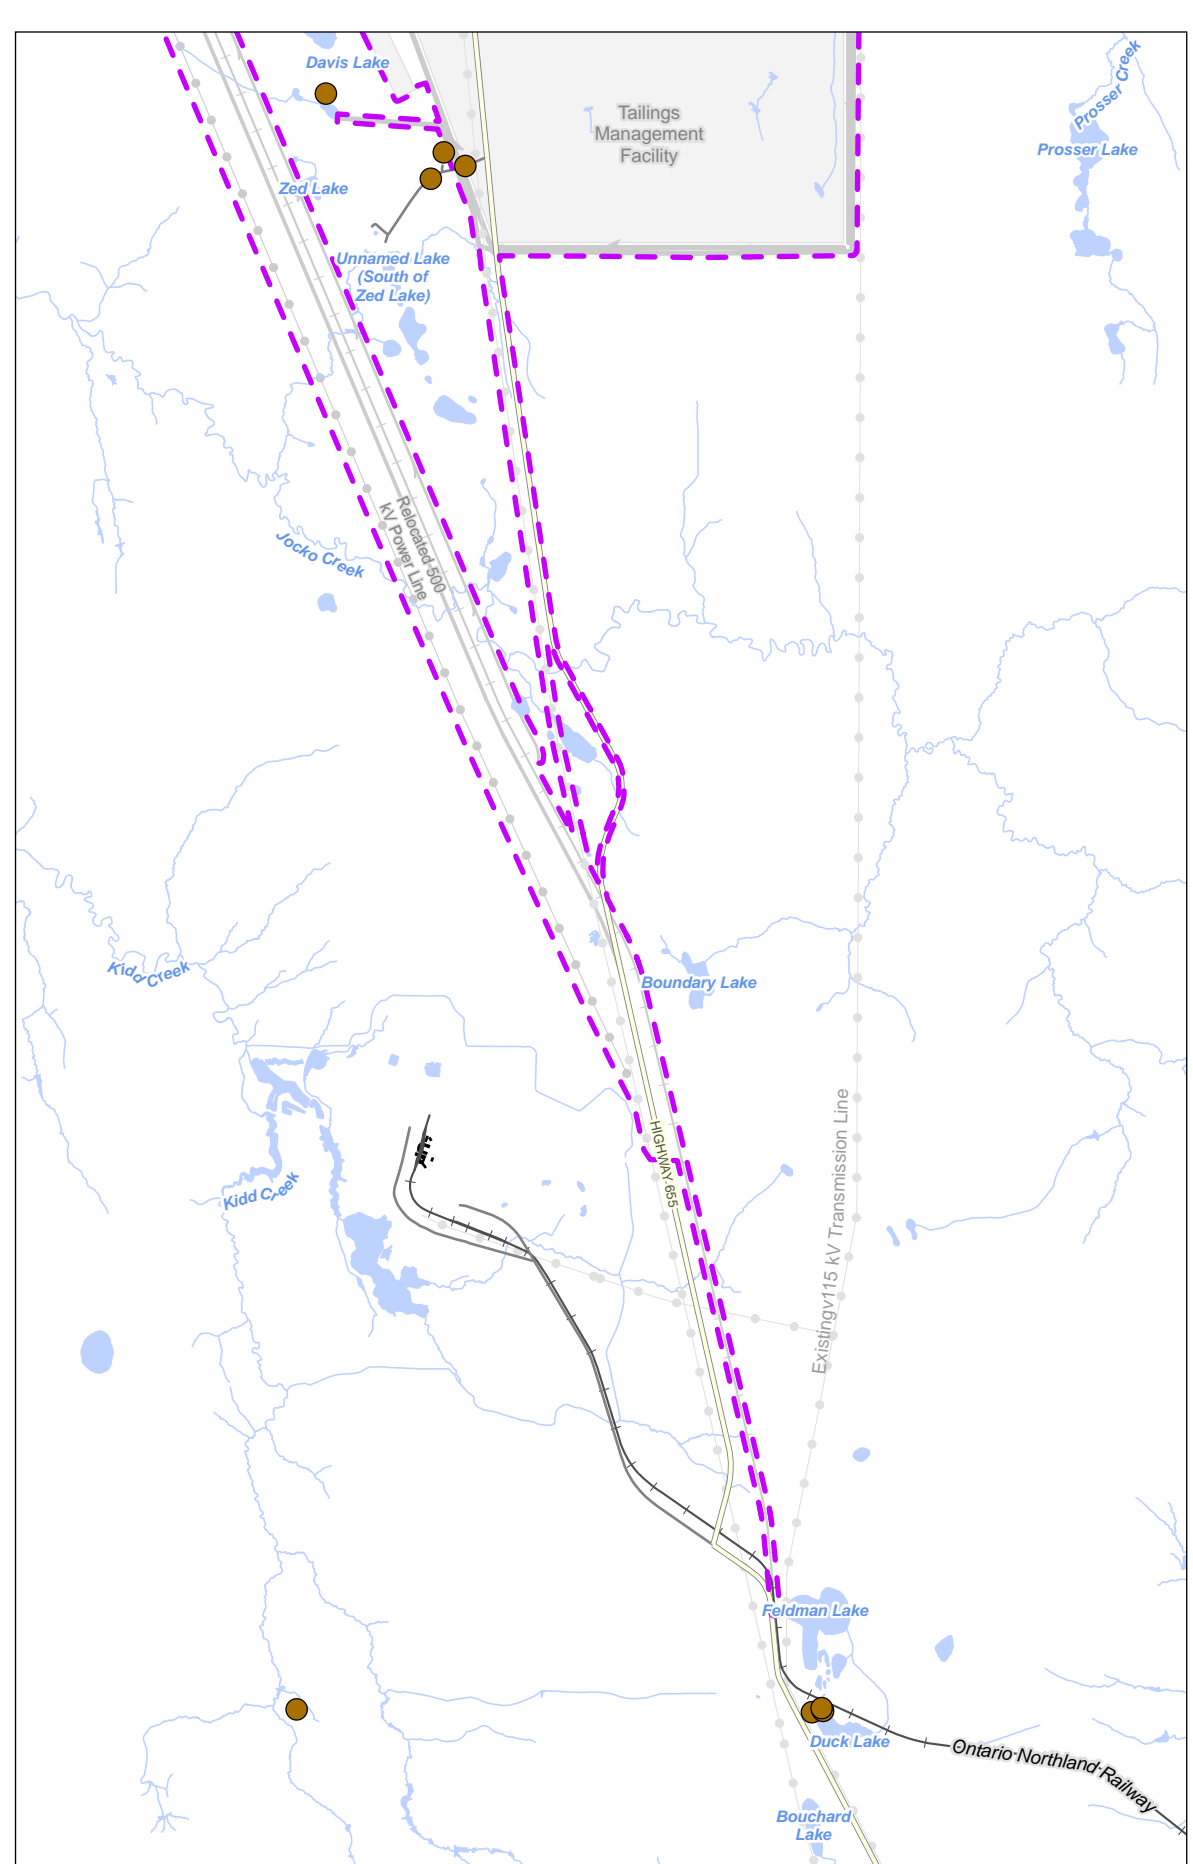 Davis Lake
Prosser Creek
Tailings
Management
Facility
Prosser Lake
Zed Lake
Unnamed Lake
(South of
Zed Lake)
Relocated 500
kV Power Line
Jocko Creek
Kidd Creek
Boundary Lake
HIGHWAY 655
Existingv115 kV Transmission Line
Kidd Creek
Feldman Lake
Duck Lake
Ontario Northland Railway
Bouchard
Lake